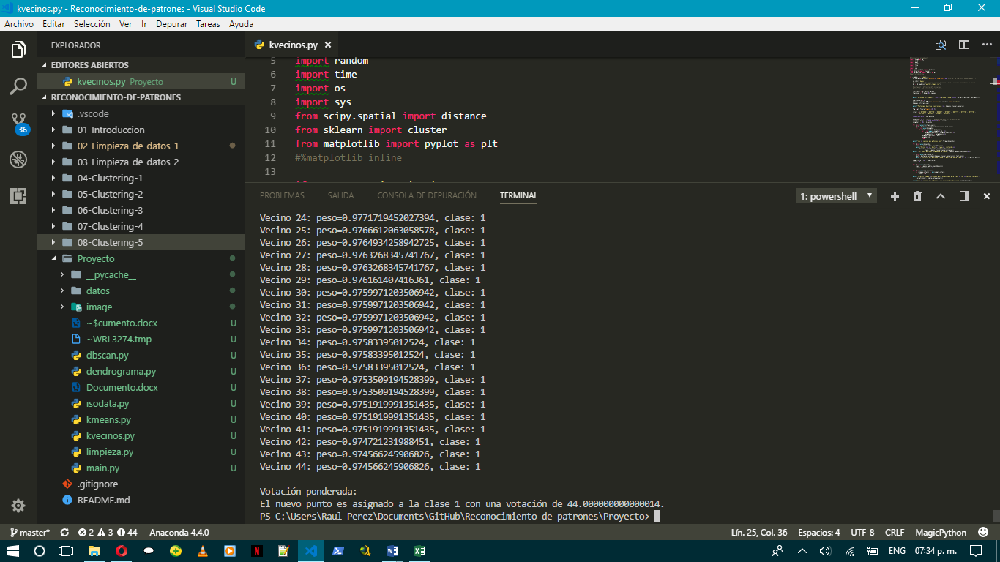 kvecinos.py - Reconocimiento-de-patrones - Visual Studio Code
Archivo Editar Selección Ver Ir Depurar Tareas Ayuda
EXPLORADOR
EDITORES ABIERTOS
kvecinos.py Proyecto U
RECONOCIMIENTO-DE-PATRONES
.vscode
01-Introduccion
02-Limpieza-de-datos-1
03-Limpieza-de-datos-2
04-Clustering-1
05-Clustering-2
06-Clustering-3
07-Clustering-4
08-Clustering-5
Proyecto
__pycache__
datos
image
~$cumento.docx U
~WRL3274.tmp U
dbscan.py U
dendrograma.py U
Documento.docx U
isodata.py U
kmeans.py U
kvecinos.py U
limpieza.py U
main.py U
.gitignore
README.md
36
kvecinos.py
5 import random
6 import time
7 import os
8 import sys
9 from scipy.spatial import distance
10 from sklearn import cluster
11 from matplotlib import pyplot as plt
12 #%matplotlib inline
13
PROBLEMAS SALIDA CONSOLA DE DEPURACIÓN TERMINAL 1: powershell
Vecino 24: peso=0.9771719452027394, clase: 1
Vecino 25: peso=0.9766612063058578, clase: 1
Vecino 26: peso=0.9764934258942725, clase: 1
Vecino 27: peso=0.9763268345741767, clase: 1
Vecino 28: peso=0.9763268345741767, clase: 1
Vecino 29: peso=0.976161407416361, clase: 1
Vecino 30: peso=0.9759971203506942, clase: 1
Vecino 31: peso=0.9759971203506942, clase: 1
Vecino 32: peso=0.9759971203506942, clase: 1
Vecino 33: peso=0.9759971203506942, clase: 1
Vecino 34: peso=0.97583395012524, clase: 1
Vecino 35: peso=0.97583395012524, clase: 1
Vecino 36: peso=0.97583395012524, clase: 1
Vecino 37: peso=0.9753509194528399, clase: 1
Vecino 38: peso=0.9753509194528399, clase: 1
Vecino 39: peso=0.9751919991351435, clase: 1
Vecino 40: peso=0.9751919991351435, clase: 1
Vecino 41: peso=0.9751919991351435, clase: 1
Vecino 42: peso=0.974721231988451, clase: 1
Vecino 43: peso=0.974566245906826, clase: 1
Vecino 44: peso=0.974566245906826, clase: 1
Votación ponderada:
El nuevo punto es asignado a la clase 1 con una votación de 44.000000000000014.
PS C:\Users\Raul Perez\Documents\GitHub\Reconocimiento-de-patrones\Proyecto>
master* 2 3 44 Anaconda 4.4.0 Lín. 25, Col. 36 Espacios: 4 UTF-8 CRLF MagicPython
ENG 07:34 p. m.